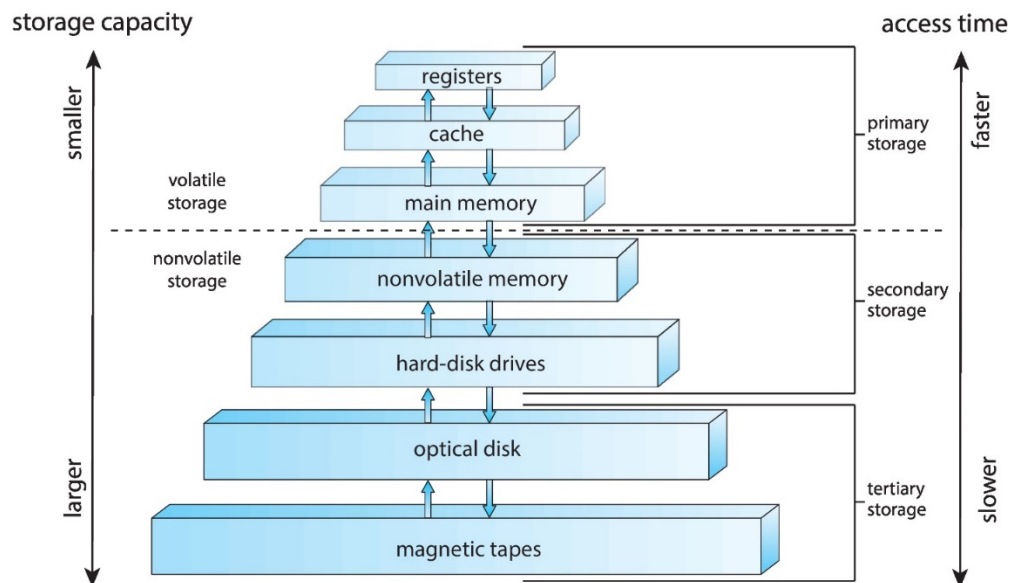 storage capacity
access time
smaller
registers
cache
primary
storage
faster
volatile
storage
main memory
nonvolatile
storage
nonvolatile memory
secondary
storage
hard-disk drives
optical disk
larger
tertiary
storage
slower
magnetic tapes